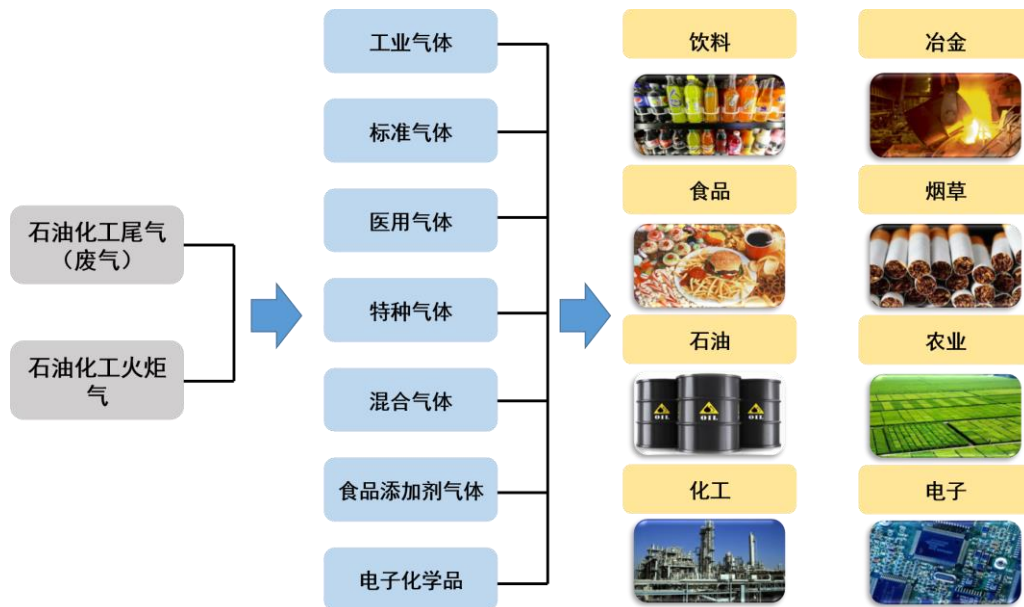 石油化工尾气
（废气）
石油化工火炬
气
工业气体
标准气体
医用气体
特种气体
混合气体
食品添加剂气体
电子化学品
饮料
冶金
食品
烟草
石油
农业
OIL
OIL
OIL
化工
电子